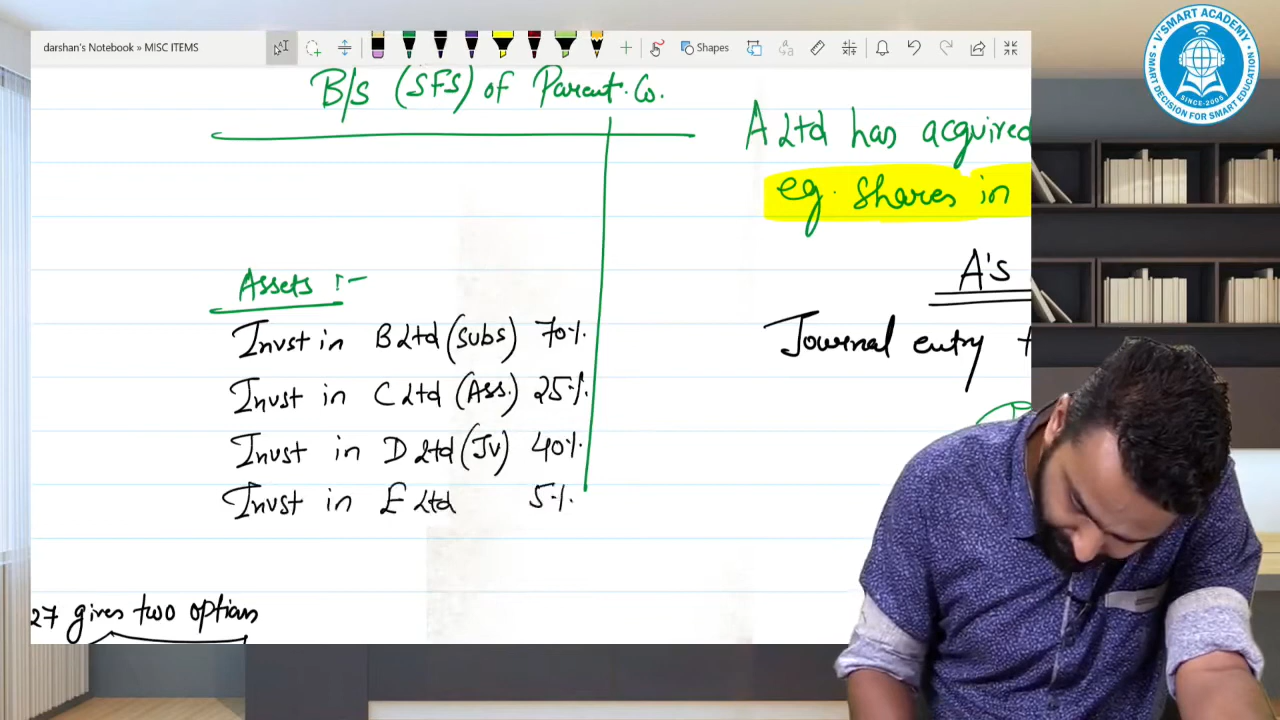 darshan's Notebook » MISC ITEMS
Shapes
V'SMART ACADEMY
SMART DECISION FOR SMART EDUCATION
SINCE-2005
B/S (SFS) of Parent Co.
A Ltd has acquired
eg. Shares in
A's
Journal entry
Assets :-
Invst in B Ltd (Subs) 70%
Invst in C Ltd (Ass.) 25%
Invst in D Ltd (JV) 40%
Invst in E Ltd 5%
27 gives two options